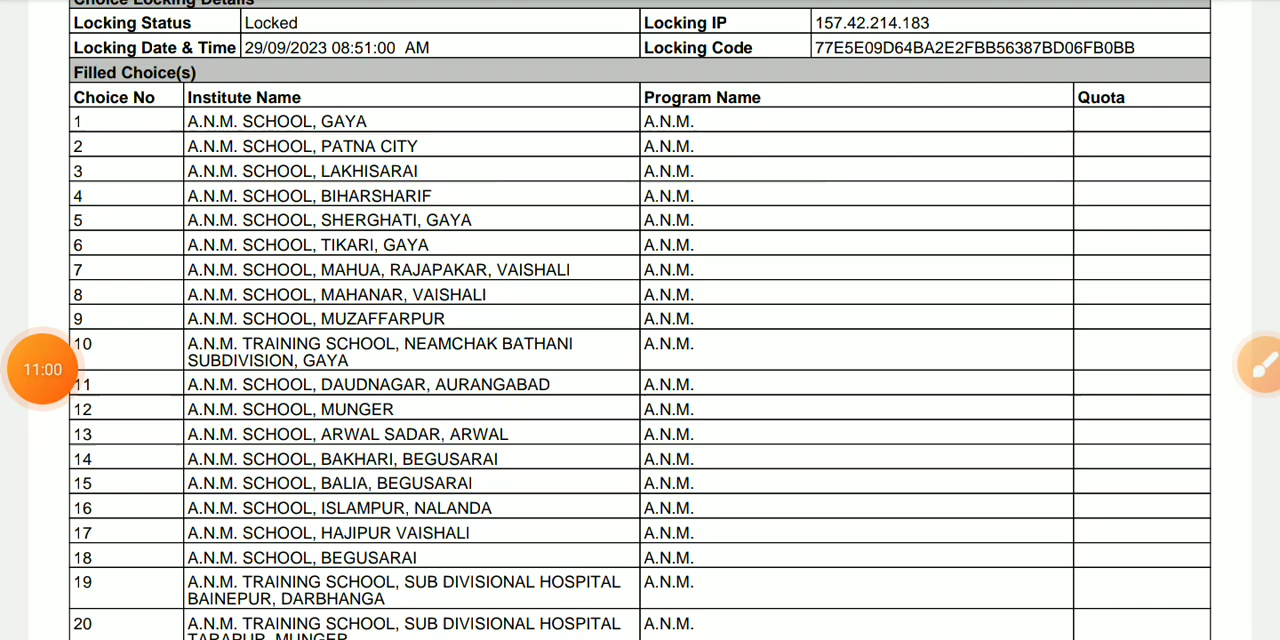 Choice Locking Details
Locking Status Locked Locking IP 157.42.214.183
Locking Date & Time 29/09/2023 08:51:00 AM Locking Code 77E5E09D64BA2E2FBB56387BD06FB0BB
Filled Choice(s)
Choice No Institute Name Program Name Quota
1 A.N.M. SCHOOL, GAYA A.N.M.
2 A.N.M. SCHOOL, PATNA CITY A.N.M.
3 A.N.M. SCHOOL, LAKHISARAI A.N.M.
4 A.N.M. SCHOOL, BIHARSHARIF A.N.M.
5 A.N.M. SCHOOL, SHERGHATI, GAYA A.N.M.
6 A.N.M. SCHOOL, TIKARI, GAYA A.N.M.
7 A.N.M. SCHOOL, MAHUA, RAJAPAKAR, VAISHALI A.N.M.
8 A.N.M. SCHOOL, MAHANAR, VAISHALI A.N.M.
9 A.N.M. SCHOOL, MUZAFFARPUR A.N.M.
10 A.N.M. TRAINING SCHOOL, NEAMCHAK BATHANI A.N.M.
SUBDIVISION, GAYA
11:00
11 A.N.M. SCHOOL, DAUDNAGAR, AURANGABAD A.N.M.
12 A.N.M. SCHOOL, MUNGER A.N.M.
13 A.N.M. SCHOOL, ARWAL SADAR, ARWAL A.N.M.
14 A.N.M. SCHOOL, BAKHARI, BEGUSARAI A.N.M.
15 A.N.M. SCHOOL, BALIA, BEGUSARAI A.N.M.
16 A.N.M. SCHOOL, ISLAMPUR, NALANDA A.N.M.
17 A.N.M. SCHOOL, HAJIPUR VAISHALI A.N.M.
18 A.N.M. SCHOOL, BEGUSARAI A.N.M.
19 A.N.M. TRAINING SCHOOL, SUB DIVISIONAL HOSPITAL A.N.M.
BAINEPUR, DARBHANGA
20 A.N.M. TRAINING SCHOOL, SUB DIVISIONAL HOSPITAL A.N.M.
TARAPUR, MUNGER